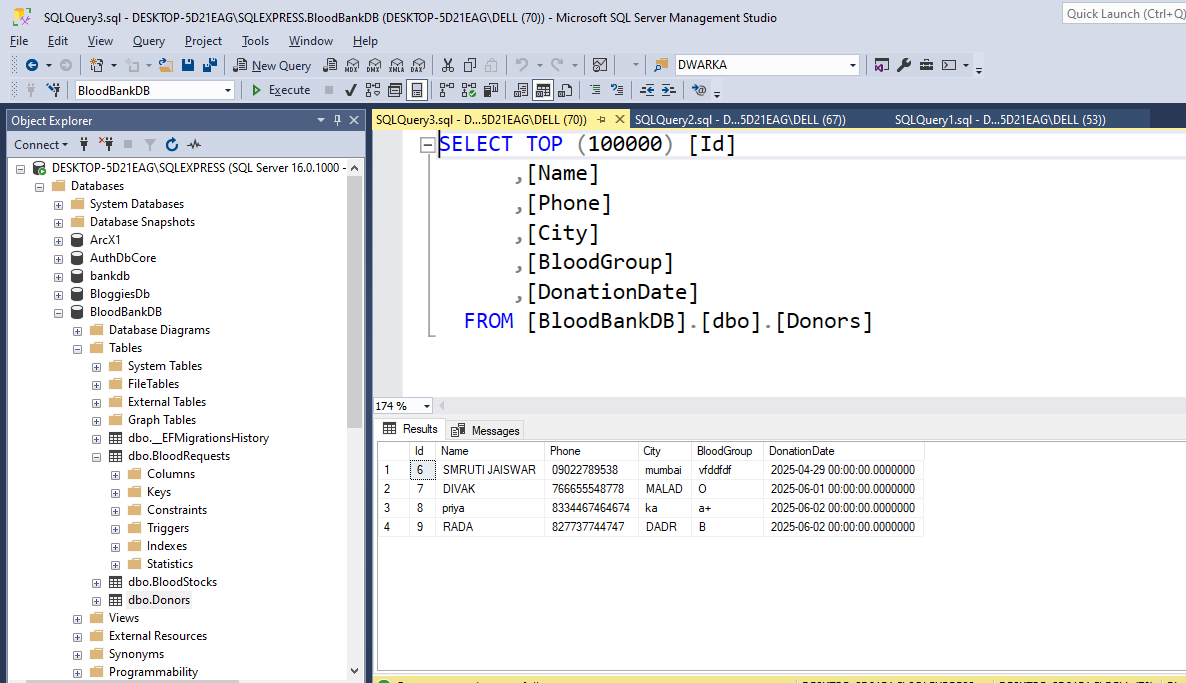 SQLQuery3.sql - DESKTOP-5D21EAG\SQLEXPRESS.BloodBankDB (DESKTOP-5D21EAG\DELL (70)) - Microsoft SQL Server Management Studio
Quick Launch (Ctrl+Q)
File Edit View Query Project Tools Window Help
New Query MDX DMX XMLA DAX DWARKA
BloodBankDB Execute
Object Explorer
SQLQuery3.sql - D...5D21EAG\DELL (70)) SQLQuery2.sql - D...5D21EAG\DELL (67)) SQLQuery1.sql - D...5D21EAG\DELL (53))
Connect
DESKTOP-5D21EAG\SQLEXPRESS (SQL Server 16.0.1000 -
Databases
System Databases
Database Snapshots
ArcX1
AuthDbCore
bankdb
BloggiesDb
BloodBankDB
Database Diagrams
Tables
System Tables
FileTables
External Tables
Graph Tables
dbo.__EFMigrationsHistory
dbo.BloodRequests
Columns
Keys
Constraints
Triggers
Indexes
Statistics
dbo.BloodStocks
dbo.Donors
Views
External Resources
Synonyms
Programmability
SELECT TOP (100000) [Id]
,[Name]
,[Phone]
,[City]
,[BloodGroup]
,[DonationDate]
FROM [BloodBankDB].[dbo].[Donors]
174 %
Results Messages
Id Name Phone City BloodGroup DonationDate
1 6 SMRUTI JAISWAR 09022789538 mumbai vfddfdf 2025-04-29 00:00:00.0000000
2 7 DIVAK 766655548778 MALAD O 2025-06-01 00:00:00.0000000
3 8 priya 8334467464674 ka a+ 2025-06-02 00:00:00.0000000
4 9 RADA 827737744747 DADR B 2025-06-02 00:00:00.0000000